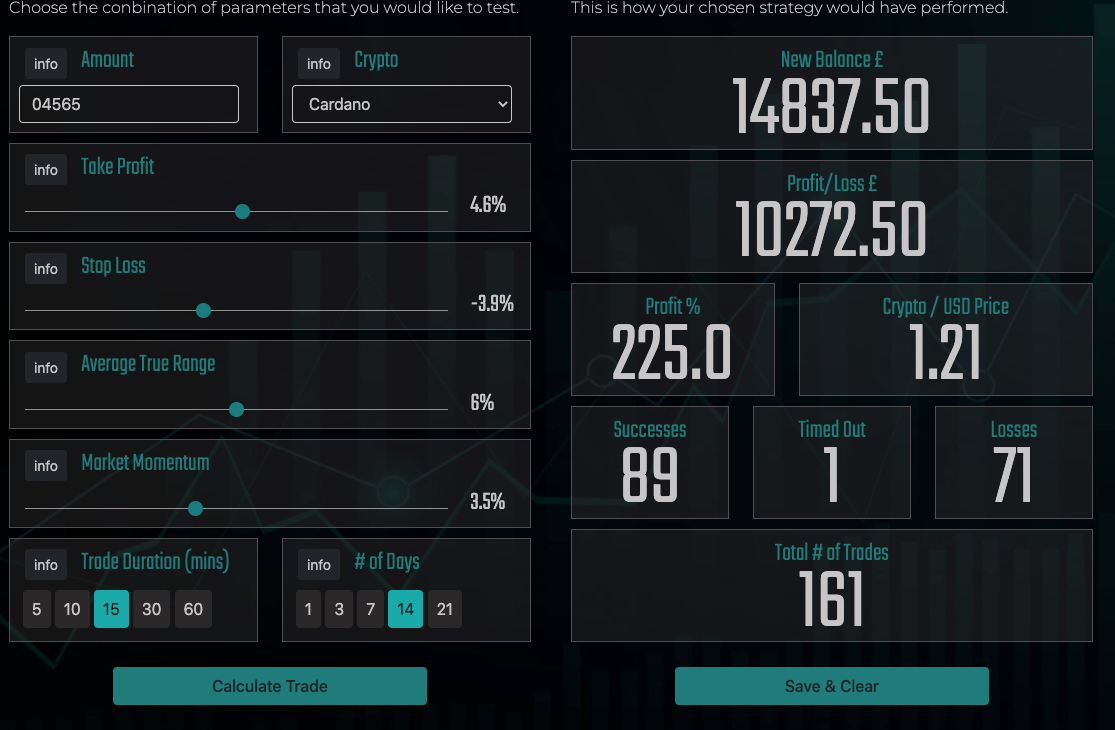 Choose the combination of parameters that you would like to test.
info Amount
04565
info Crypto
Cardano
info Take Profit
4.6%
info Stop Loss
-3.9%
info Average True Range
6%
info Market Momentum
3.5%
info Trade Duration (mins)
5 10 15 30 60
info # of Days
1 3 7 14 21
Calculate Trade
This is how your chosen strategy would have performed.
New Balance £
14837.50
Profit/Loss £
10272.50
Profit %
225.0
Crypto / USD Price
1.21
Successes
89
Timed Out
1
Losses
71
Total # of Trades
161
Save & Clear